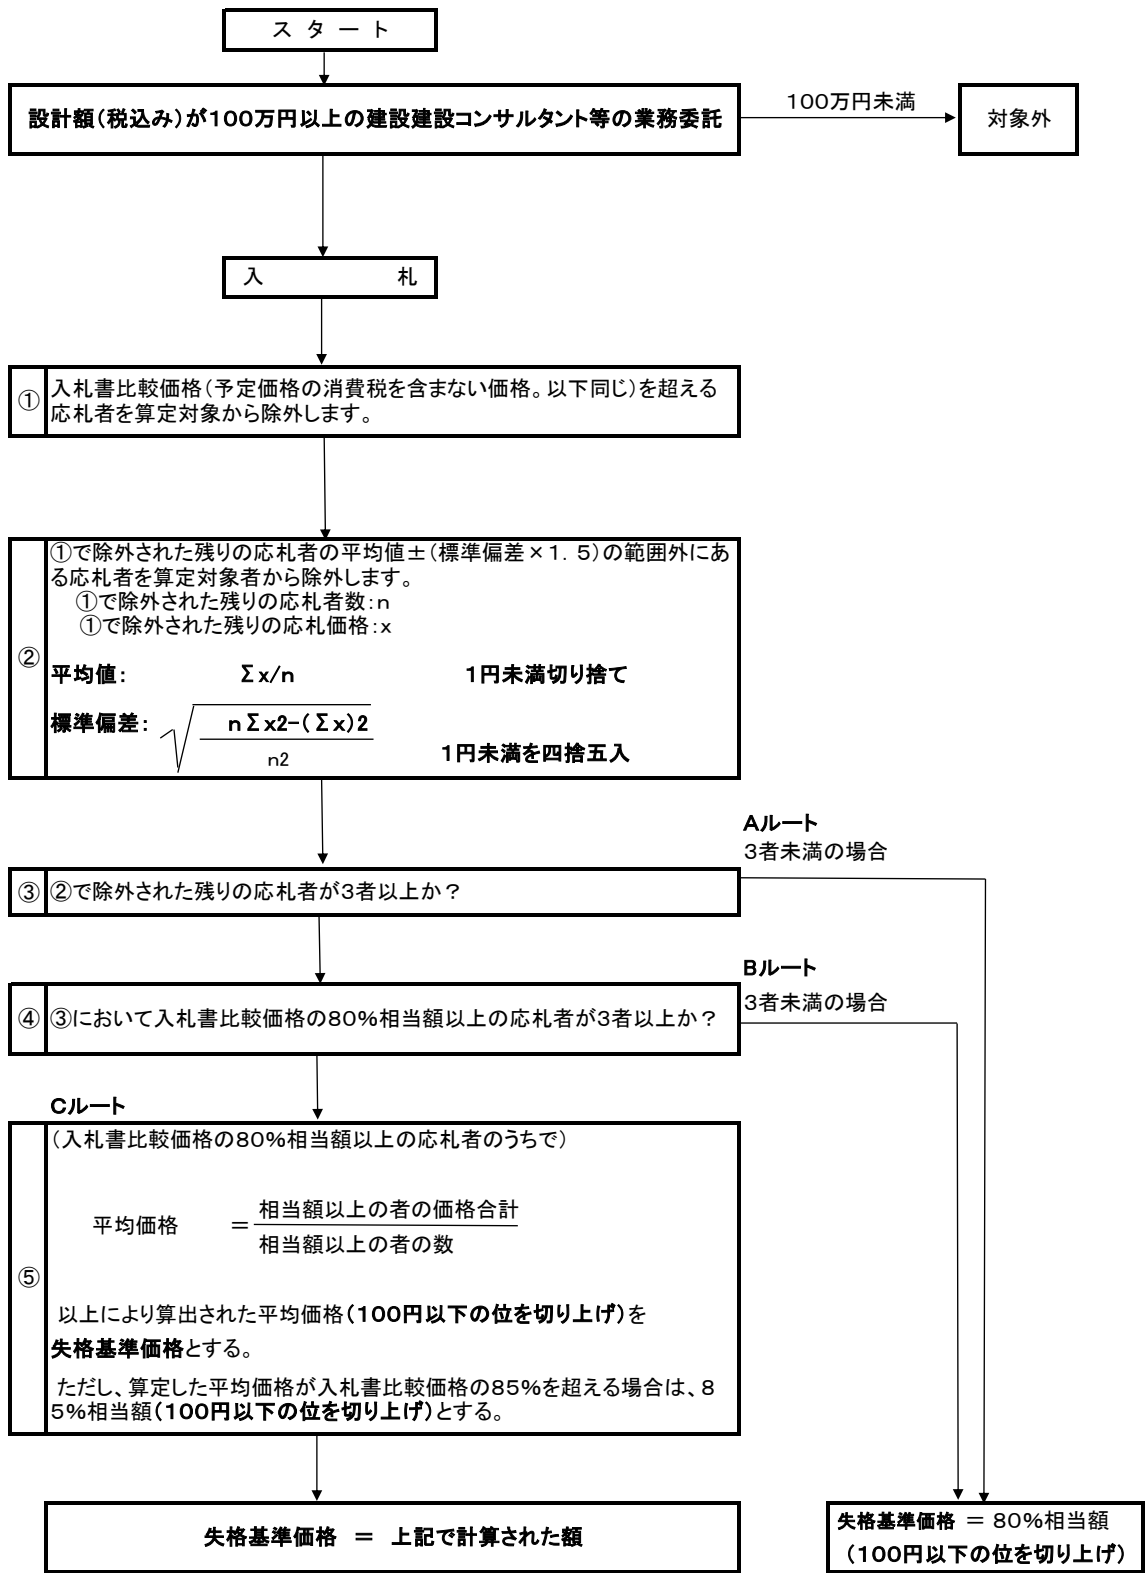 スタート
設計額(税込み)が100万円以上の建設建設コンサルタント等の業務委託
100万円未満
対象外
入　　　札
① 入札書比較価格(予定価格の消費税を含まない価格。以下同じ)を超える
応札者を算定対象から除外します。
①で除外された残りの応札者の平均値±(標準偏差×1.5)の範囲外にあ
る応札者を算定対象者から除外します。
①で除外された残りの応札者数:n
①で除外された残りの応札価格:x
②
平均値: Σx/n 1円未満切り捨て
標準偏差: √ nΣx2-(Σx)2
n2
1円未満を四捨五入
Aルート
3者未満の場合
③ ②で除外された残りの応札者が3者以上か?
Bルート
3者未満の場合
④ ③において入札書比較価格の80%相当額以上の応札者が3者以上か?
Cルート
(入札書比較価格の80%相当額以上の応札者のうちで)
平均価格 = 相当額以上の者の価格合計
相当額以上の者の数
⑤
以上により算出された平均価格(100円以下の位を切り上げ)を
失格基準価格とする。
ただし、算定した平均価格が入札書比較価格の85%を超える場合は、8
5%相当額(100円以下の位を切り上げ)とする。
失格基準価格 = 上記で計算された額
失格基準価格 = 80%相当額
(100円以下の位を切り上げ)